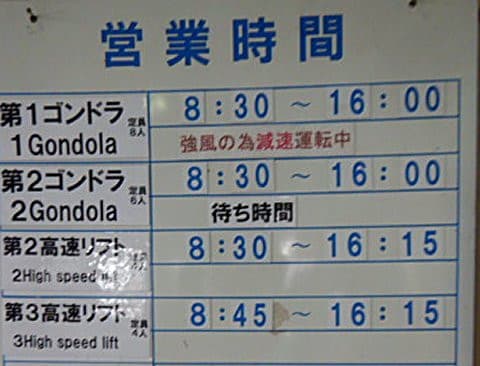 営業時間
第1ゴンドラ 定員8人 8:30 ～ 16:00
1Gondola 強風の為減速運転中
第2ゴンドラ 定員6人 8:30 ～ 16:00
2Gondola 待ち時間
第2高速リフト 8:30 ～ 16:15
2High speed lift
第3高速リフト 定員4人 8:45 ～ 16:15
3High speed lift